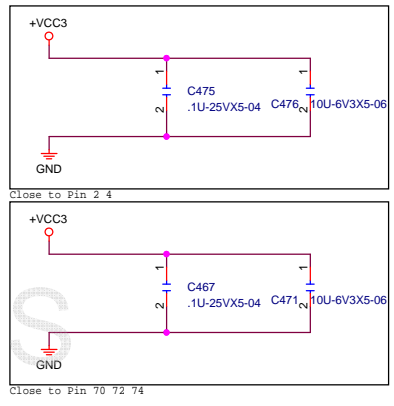 +VCC3
1
1
C475
.1U-25VX5-04
2
C476
2
10U-6V3X5-06
GND
Close to Pin 2 4
+VCC3
1
1
C467
.1U-25VX5-04
2
C471
2
10U-6V3X5-06
S
GND
Close to Pin 70 72 74